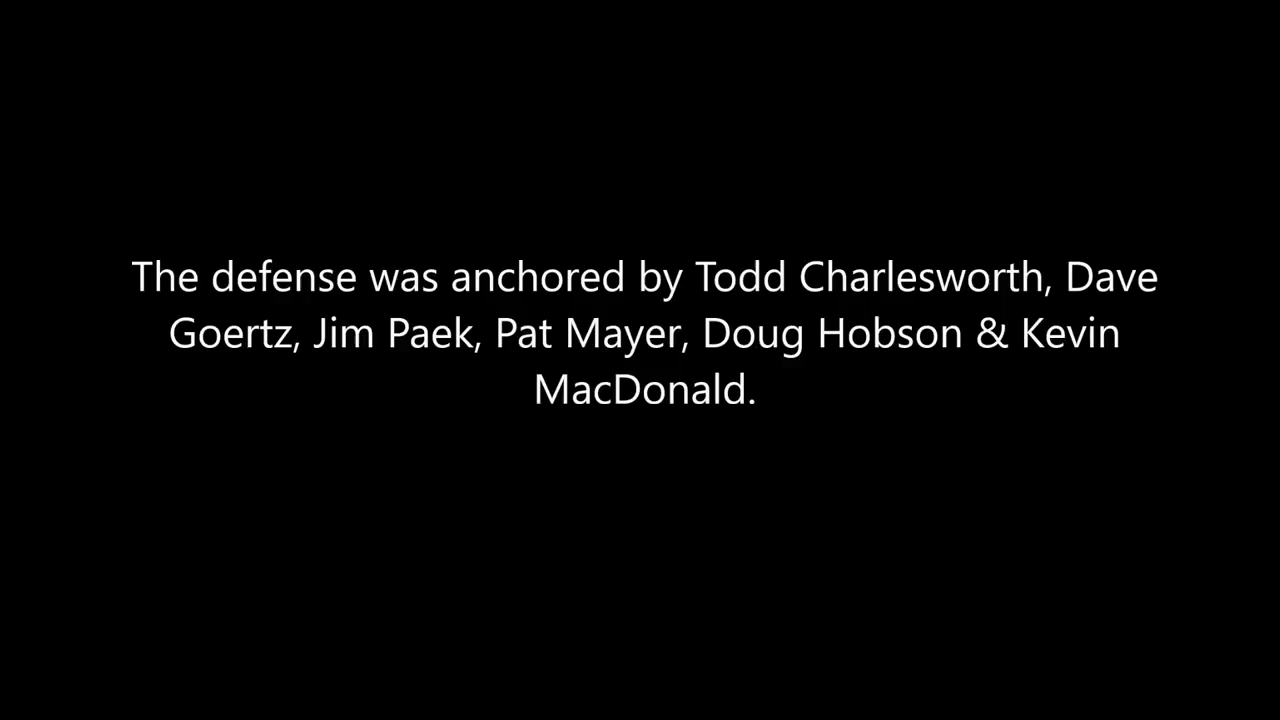 The defense was anchored by Todd Charlesworth, Dave
Goertz, Jim Paek, Pat Mayer, Doug Hobson & Kevin
MacDonald.